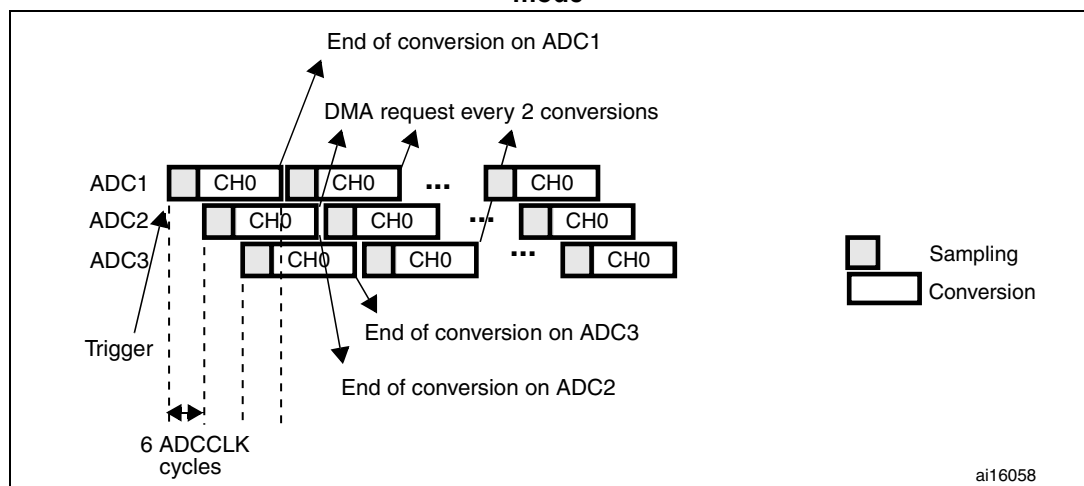 mode
End of conversion on ADC1
DMA request every 2 conversions
ADC1 CH0 CH0 ... CH0
ADC2 CH0 CH0 ... CH0
ADC3 CH0 CH0 ... CH0
Sampling
Conversion
End of conversion on ADC3
Trigger
End of conversion on ADC2
6 ADCCLK
cycles
ai16058